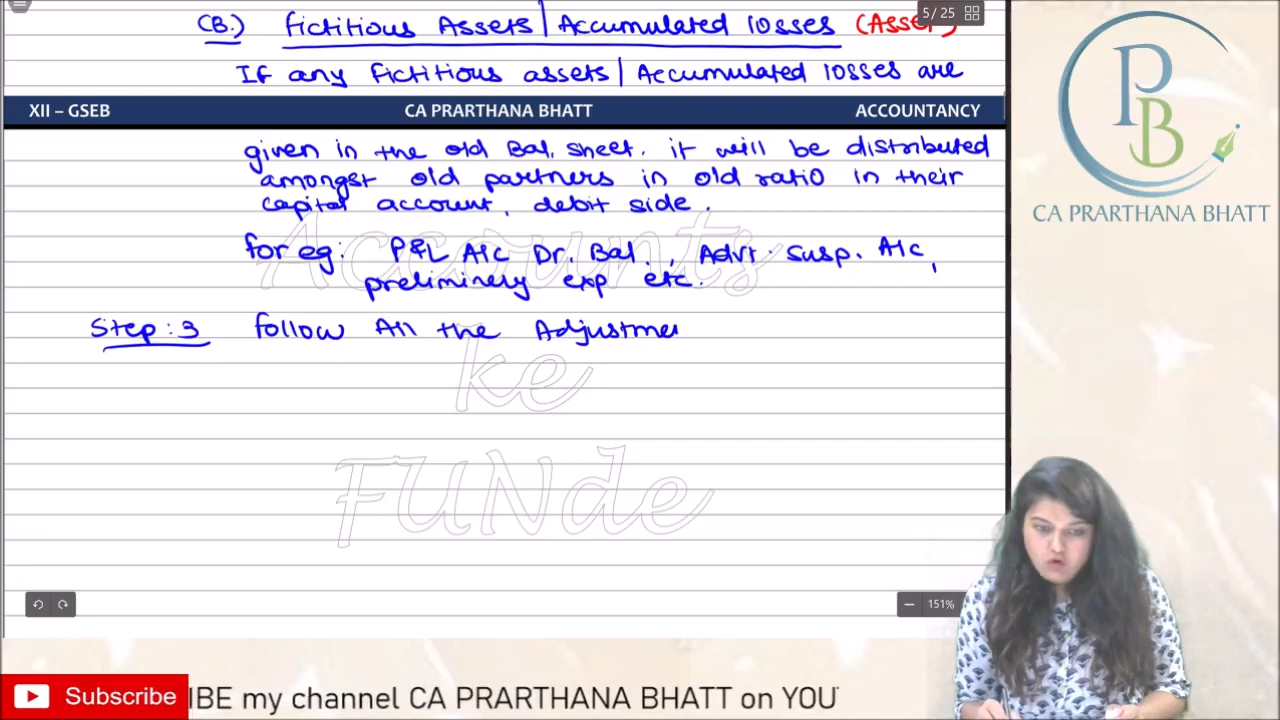 (B.) Fictitious Assets | Accumulated losses (Asset)
5 / 25
If any fictitious assets | Accumulated losses are
XII – GSEB CA PRARTHANA BHATT ACCOUNTANCY
given in the old Bal. sheet. it will be distributed
amongst old partners in old ratio in their
capital account, debit side.
for eg: P&L A/c Dr. Bal., Advt. Susp. A/c,
preliminery exp etc.
Step: 3 follow All the Adjustme
Accounts
ke
FUNde
151%
PB
CA PRARTHANA BHATT
Subscribe IBE my channel CA PRARTHANA BHATT on YOU